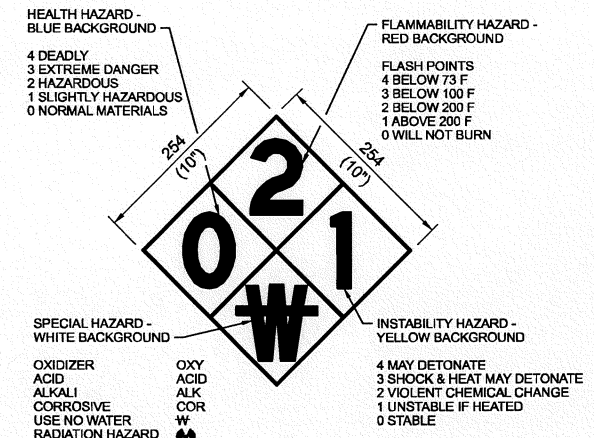 HEALTH HAZARD -
BLUE BACKGROUND
4 DEADLY
3 EXTREME DANGER
2 HAZARDOUS
1 SLIGHTLY HAZARDOUS
0 NORMAL MATERIALS
FLAMMABILITY HAZARD -
RED BACKGROUND
FLASH POINTS
4 BELOW 73 F
3 BELOW 100 F
2 BELOW 200 F
1 ABOVE 200 F
0 WILL NOT BURN
254
(10")
254
(10")
2
0
1
W
SPECIAL HAZARD -
WHITE BACKGROUND
OXIDIZER OXY
ACID ACID
ALKALI ALK
CORROSIVE COR
USE NO WATER W
RADIATION HAZARD
INSTABILITY HAZARD -
YELLOW BACKGROUND
4 MAY DETONATE
3 SHOCK & HEAT MAY DETONATE
2 VIOLENT CHEMICAL CHANGE
1 UNSTABLE IF HEATED
0 STABLE